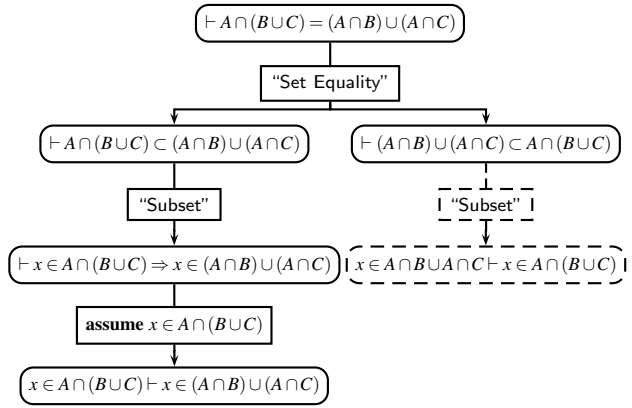 ⊢ A ∩ (B ∪ C) = (A ∩ B) ∪ (A ∩ C)
“Set Equality”
⊢ A ∩ (B ∪ C) ⊂ (A ∩ B) ∪ (A ∩ C)
⊢ (A ∩ B) ∪ (A ∩ C) ⊂ A ∩ (B ∪ C)
“Subset”
“Subset”
⊢ x ∈ A ∩ (B ∪ C) ⇒ x ∈ (A ∩ B) ∪ (A ∩ C)
x ∈ A ∩ B ∪ A ∩ C ⊢ x ∈ A ∩ (B ∪ C)
assume x ∈ A ∩ (B ∪ C)
x ∈ A ∩ (B ∪ C) ⊢ x ∈ (A ∩ B) ∪ (A ∩ C)